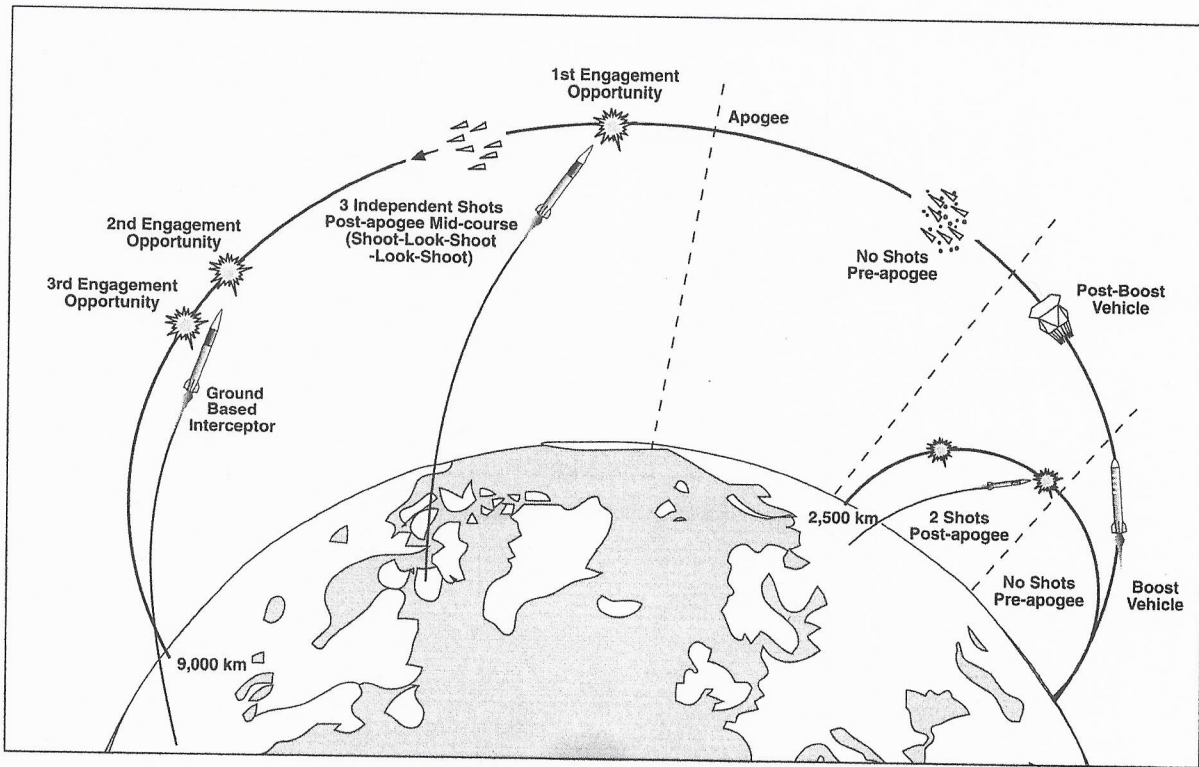 1st Engagement
Opportunity
Apogee
3 Independent Shots
Post-apogee Mid-course
(Shoot-Look-Shoot
-Look-Shoot)
2nd Engagement
Opportunity
3rd Engagement
Opportunity
No Shots
Pre-apogee
Post-Boost
Vehicle
Ground
Based
Interceptor
2,500 km
2 Shots
Post-apogee
No Shots
Pre-apogee
Boost
Vehicle
9,000 km